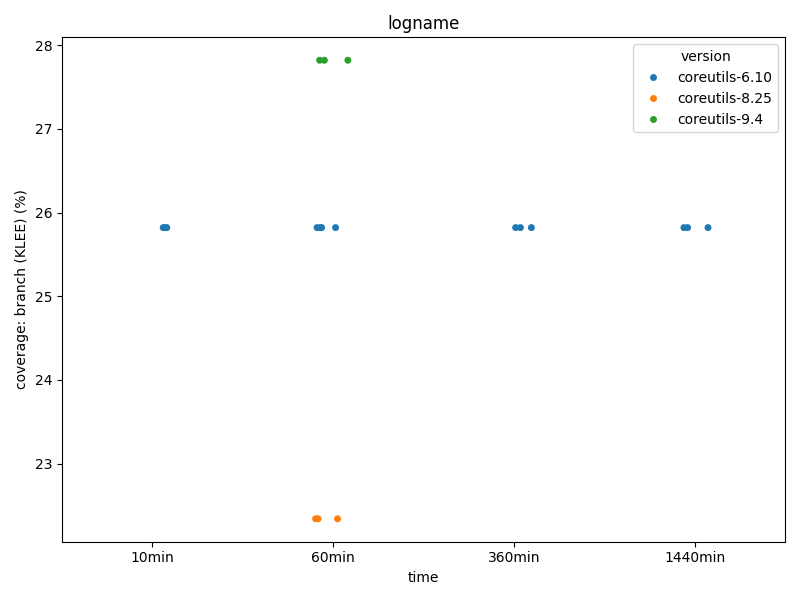 logname
version
coreutils-6.10
coreutils-8.25
coreutils-9.4
coverage: branch (KLEE) (%)
28
27
26
25
24
23
10min
60min
360min
1440min
time